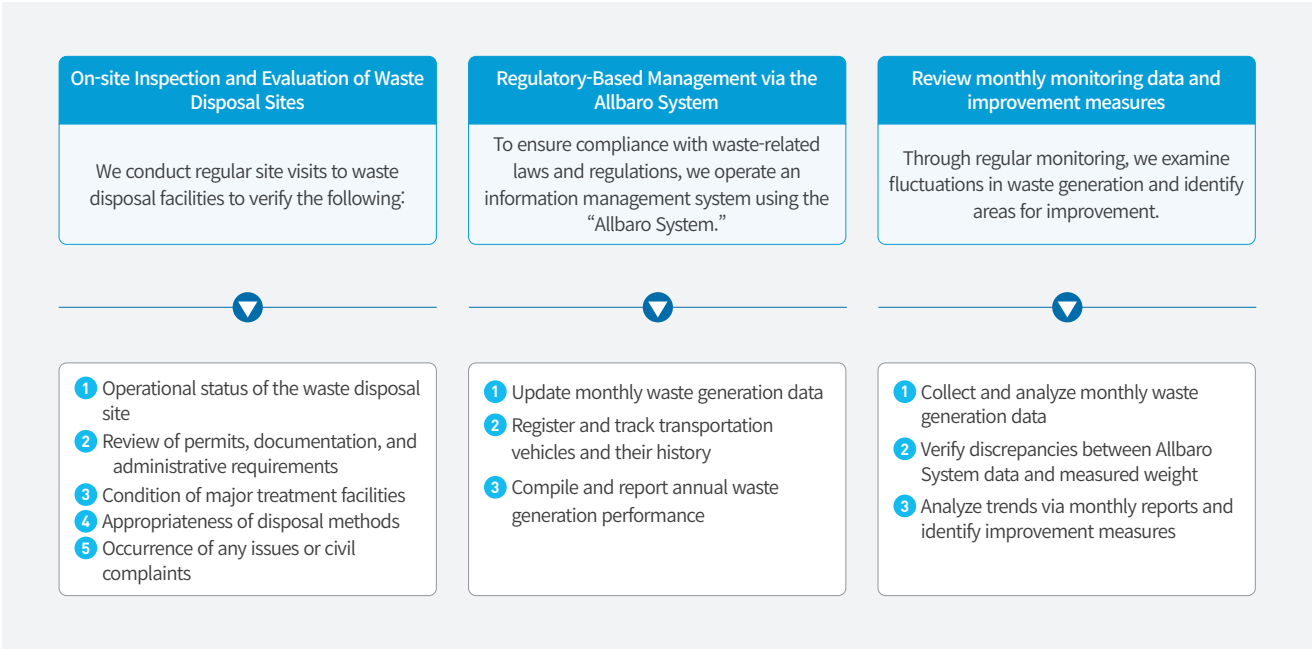 On-site Inspection and Evaluation of Waste
Disposal Sites
We conduct regular site visits to waste
disposal facilities to verify the following:
1 Operational status of the waste disposal
site
2 Review of permits, documentation, and
administrative requirements
3 Condition of major treatment facilities
4 Appropriateness of disposal methods
5 Occurrence of any issues or civil
complaints
Regulatory-Based Management via the
Allbaro System
To ensure compliance with waste-related
laws and regulations, we operate an
information management system using the
“Allbaro System.”
1 Update monthly waste generation data
2 Register and track transportation
vehicles and their history
3 Compile and report annual waste
generation performance
Review monthly monitoring data and
improvement measures
Through regular monitoring, we examine
fluctuations in waste generation and identify
areas for improvement.
1 Collect and analyze monthly waste
generation data
2 Verify discrepancies between Allbaro
System data and measured weight
3 Analyze trends via monthly reports and
identify improvement measures